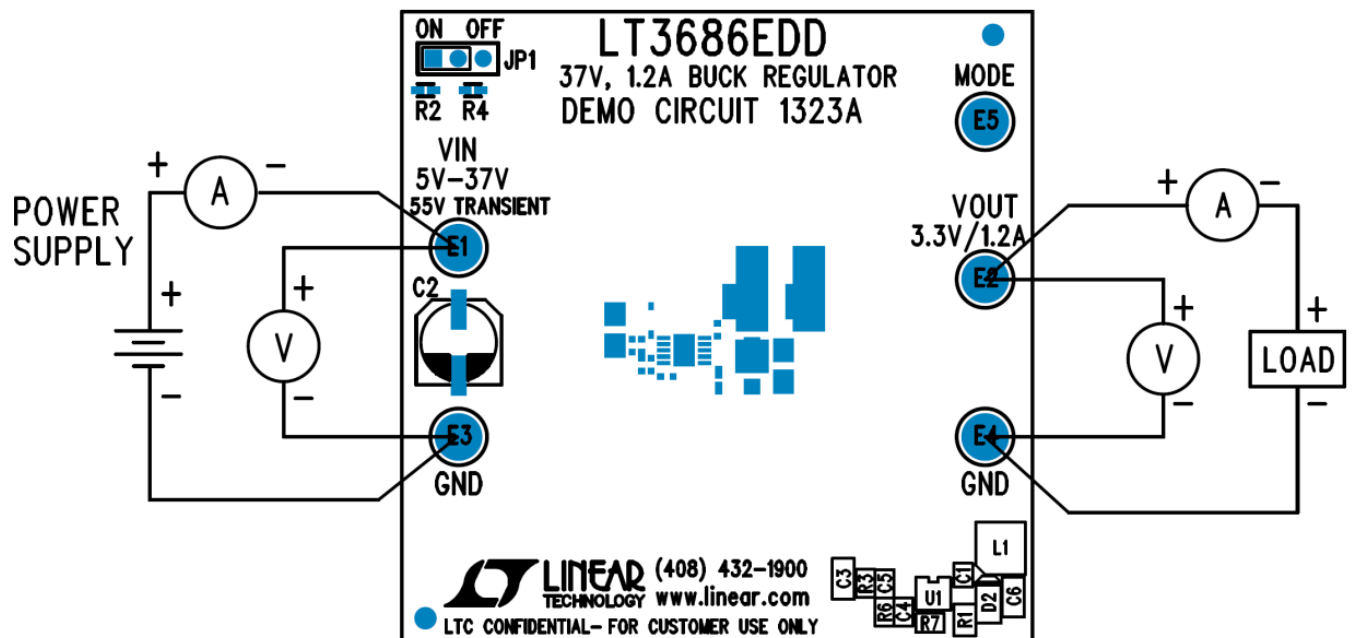 ON OFF
JP1
R2 R4
LT3686EDD
37V, 1.2A BUCK REGULATOR
DEMO CIRCUIT 1323A
MODE
E5
VIN
5V-37V
55V TRANSIENT
E1
+ A -
POWER
SUPPLY
+
-
+
V
-
C2
E3
GND
VOUT
3.3V/1.2A
E2
+ A -
+
V
-
+
LOAD
-
E4
GND
LINEAR
TECHNOLOGY
(408) 432-1900
www.linear.com
LTC CONFIDENTIAL- FOR CUSTOMER USE ONLY
C3
R3
C5
R6
C4
U1
R7
C1
R1
L1
D2
C6